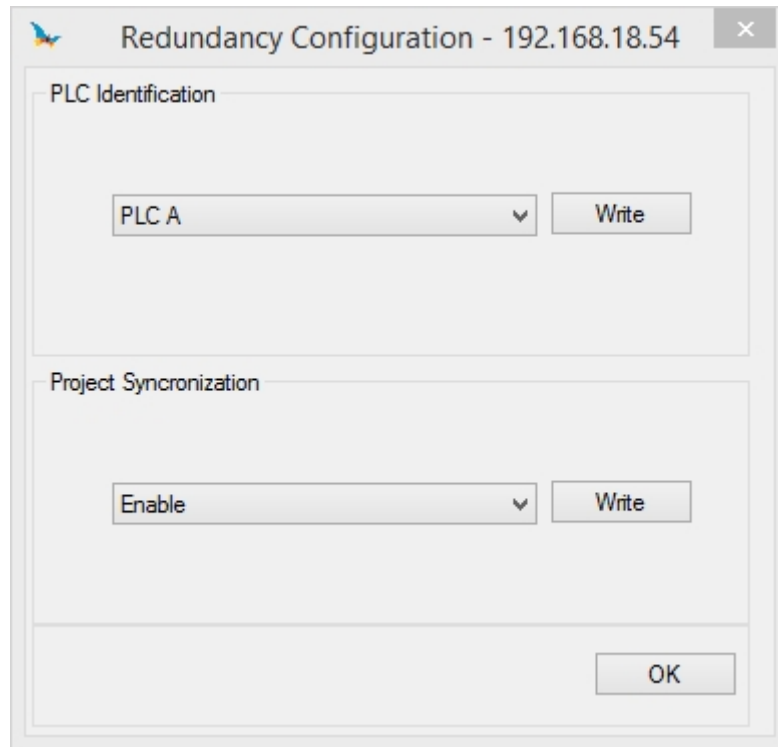 Redundancy Configuration - 192.168.18.54
PLC Identification
PLC A
Write
Project Syncronization
Enable
Write
OK